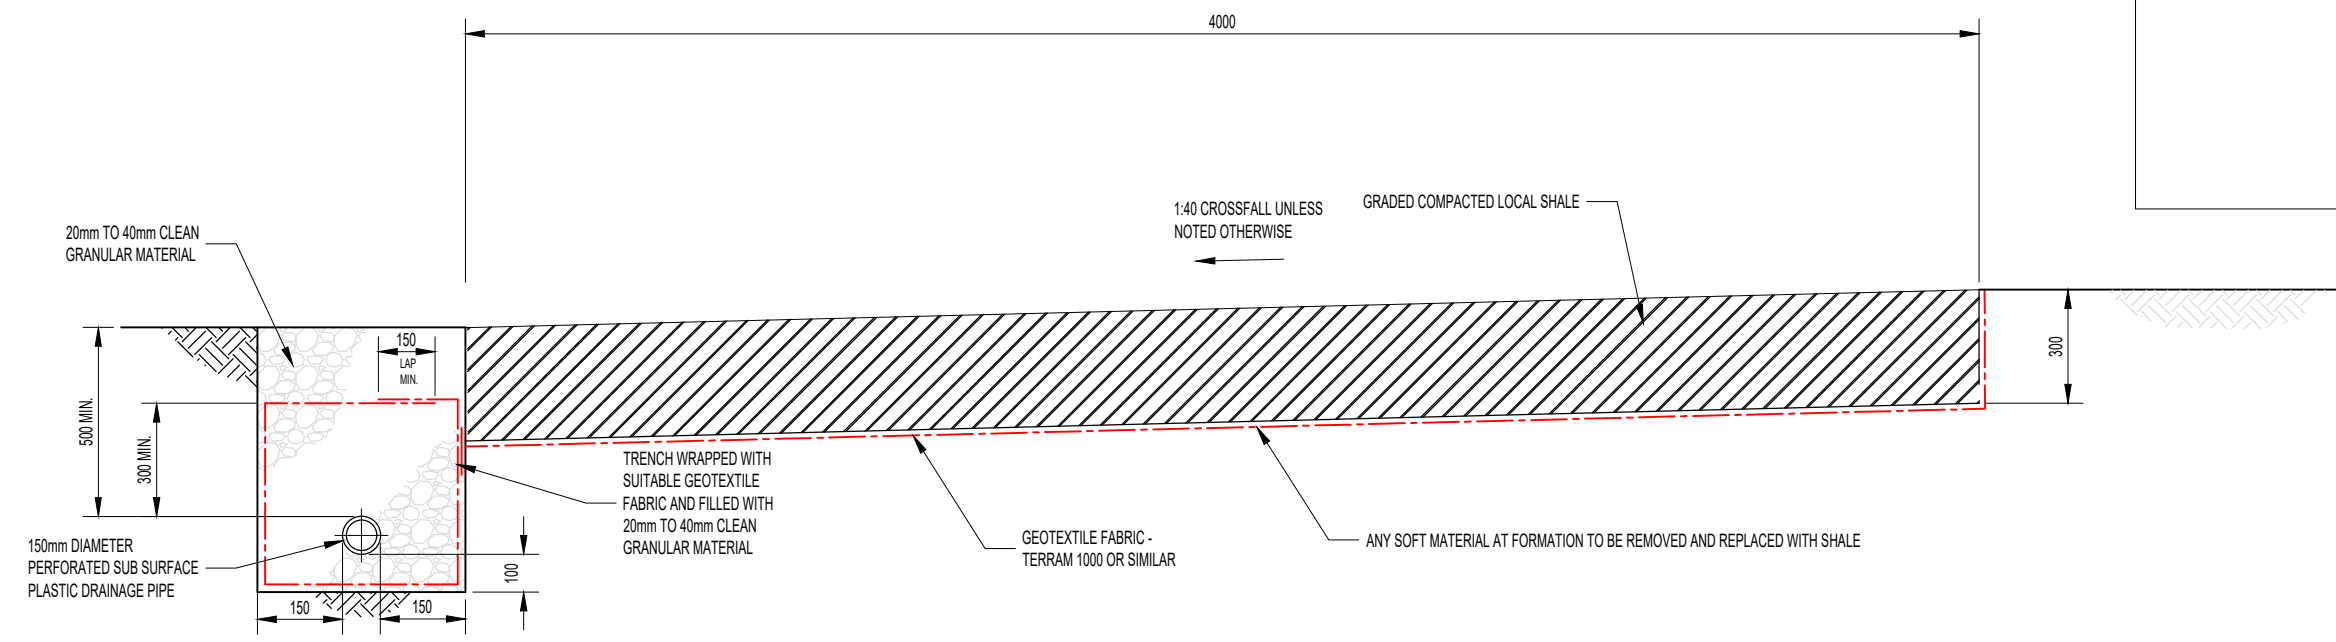 4000
1:40 CROSSFALL UNLESS
NOTED OTHERWISE
GRADED COMPACTED LOCAL SHALE
20mm TO 40mm CLEAN
GRANULAR MATERIAL
150
LAP
MIN.
500 MIN.
300 MIN.
300
TRENCH WRAPPED WITH
SUITABLE GEOTEXTILE
FABRIC AND FILLED WITH
20mm TO 40mm CLEAN
GRANULAR MATERIAL
GEOTEXTILE FABRIC -
TERRAM 1000 OR SIMILAR
ANY SOFT MATERIAL AT FORMATION TO BE REMOVED AND REPLACED WITH SHALE
150mm DIAMETER
PERFORATED SUB SURFACE
PLASTIC DRAINAGE PIPE
100
150
150